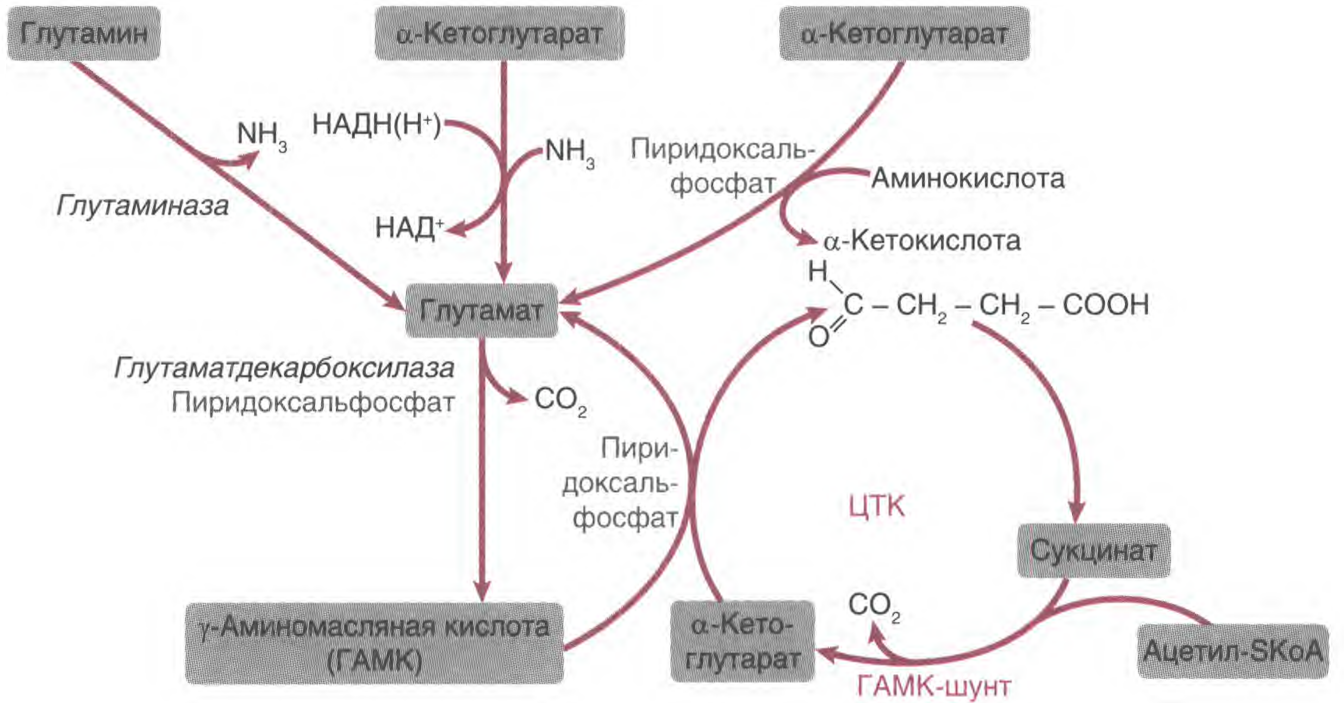 Глутамин
α-Кетоглутарат
α-Кетоглутарат
NH₃
НАДН(Н⁺)
NH₃
НАД⁺
Глутаминаза
Пиридоксаль-
фосфат
Аминокислота
α-Кетокислота
Глутамат
H
C – CH₂ – CH₂ – COOH
O
Глутаматдекарбоксилаза
Пиридоксальфосфат
CO₂
Пири-
доксаль-
фосфат
ЦТК
Сукцинат
γ-Аминомасляная кислота
(ГАМК)
α-Кето-
глутарат
CO₂
Ацетил-SKoA
ГАМК-шунт